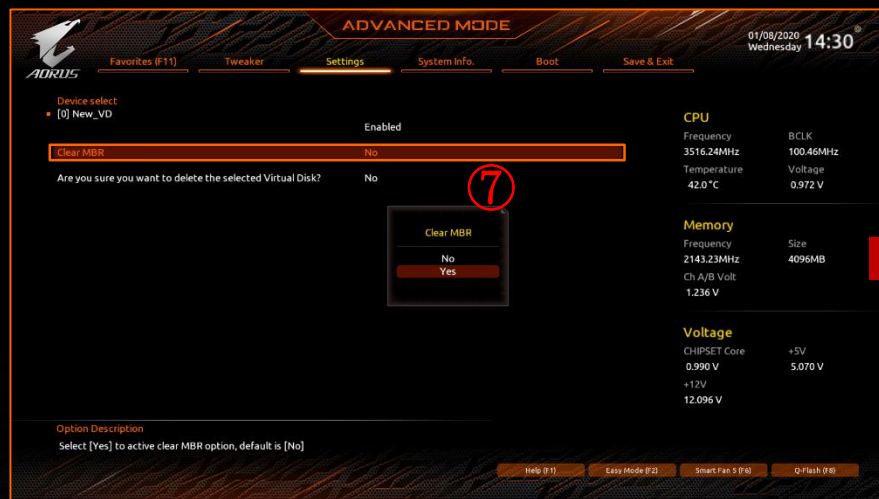 ADVANCED MODE
01/08/2020 14:30
Wednesday
AORUS
Favorites (F11) Tweaker Settings System Info. Boot Save & Exit
Device select
[0] New_VD
Enabled
Clear MBR No
Are you sure you want to delete the selected Virtual Disk? No
⑦
Clear MBR
No
Yes
CPU
Frequency BCLK
3516.24MHz 100.46MHz
Temperature Voltage
42.0°C 0.972 V
Memory
Frequency Size
2143.23MHz 4096MB
Ch A/B Volt
1.236 V
Voltage
CHIPSET Core +5V
0.990 V 5.070 V
+12V
12.096 V
Option Description
Select [Yes] to active clear MBR option, default is [No]
Help (F1) Easy Mode (F2) Smart Fan 5 (F6) Q-Flash (F8)